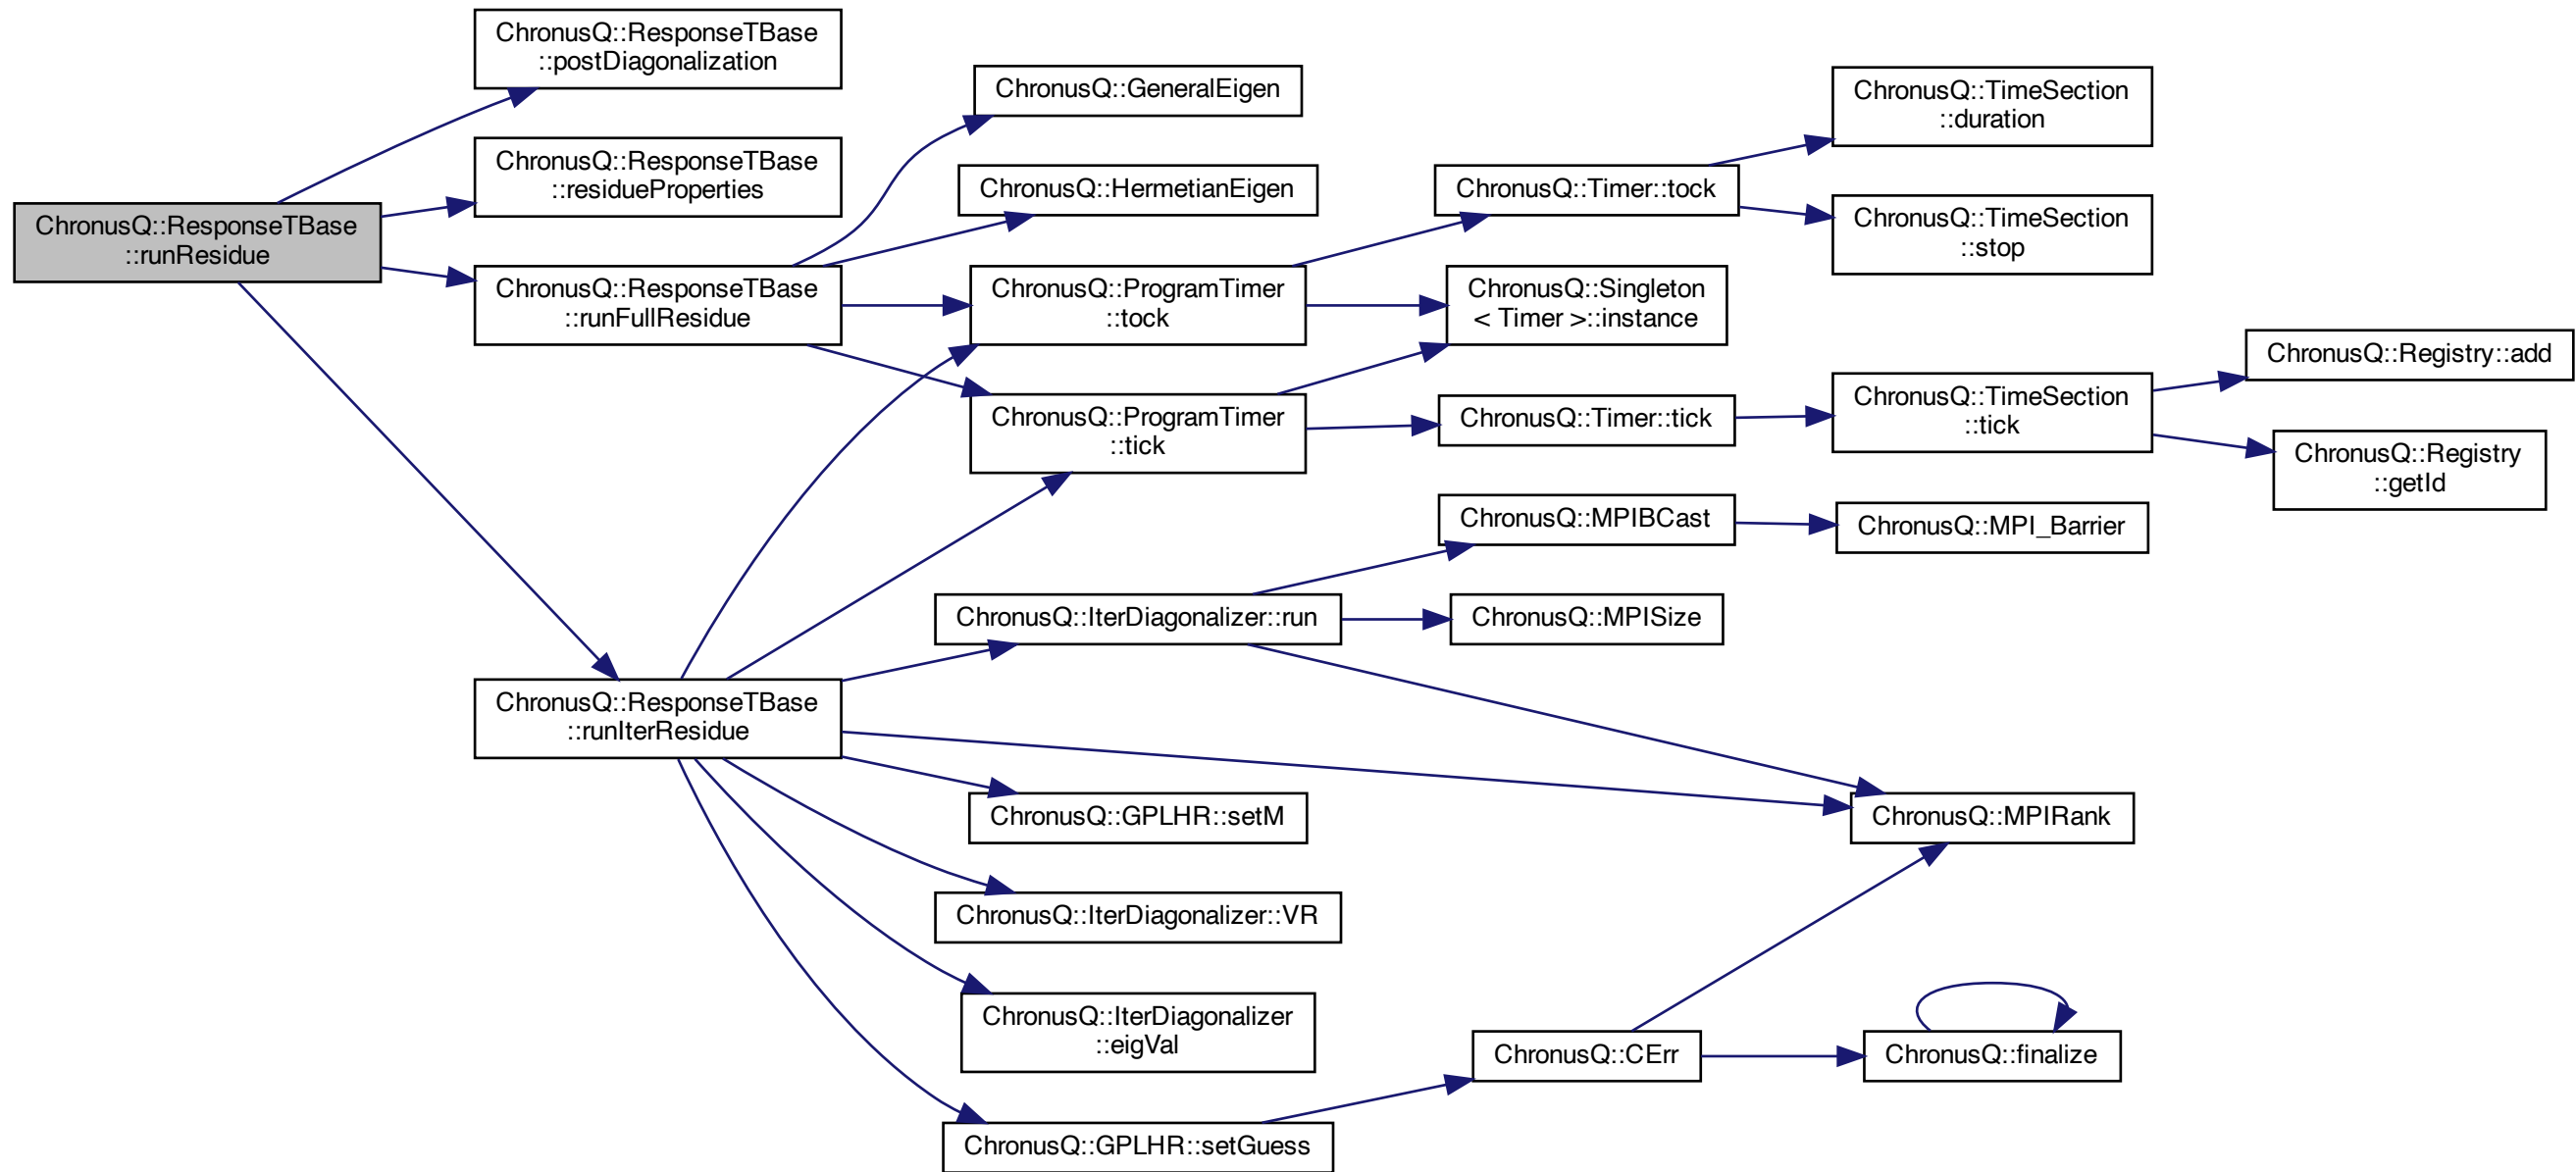 ChronusQ::ResponseTBase
::runResidue
ChronusQ::ResponseTBase
::postDiagonalization
ChronusQ::ResponseTBase
::residueProperties
ChronusQ::ResponseTBase
::runFullResidue
ChronusQ::ResponseTBase
::runIterResidue
ChronusQ::GeneralEigen
ChronusQ::HermetianEigen
ChronusQ::ProgramTimer
::tock
ChronusQ::ProgramTimer
::tick
ChronusQ::IterDiagonalizer::run
ChronusQ::GPLHR::setM
ChronusQ::IterDiagonalizer::VR
ChronusQ::IterDiagonalizer
::eigVal
ChronusQ::GPLHR::setGuess
ChronusQ::Timer::tock
ChronusQ::Singleton
< Timer >::instance
ChronusQ::Timer::tick
ChronusQ::MPIBCast
ChronusQ::MPISize
ChronusQ::CErr
ChronusQ::TimeSection
::duration
ChronusQ::TimeSection
::stop
ChronusQ::TimeSection
::tick
ChronusQ::MPI_Barrier
ChronusQ::MPIRank
ChronusQ::finalize
ChronusQ::Registry::add
ChronusQ::Registry
::getId